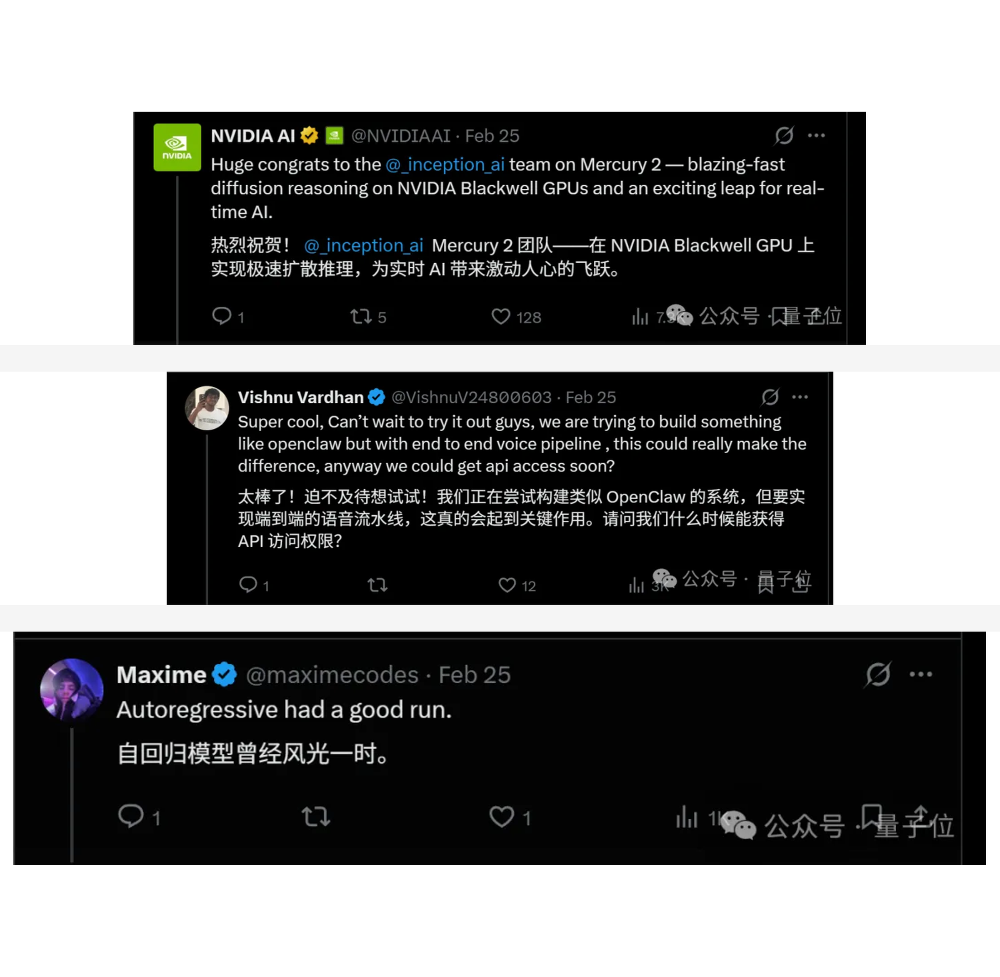 NVIDIA AI @NVIDIAAI · Feb 25
NVIDIA
Huge congrats to the @_inception_ai team on Mercury 2 — blazing-fast
diffusion reasoning on NVIDIA Blackwell GPUs and an exciting leap for real-
time AI.
热烈祝贺！ @_inception_ai Mercury 2 团队——在 NVIDIA Blackwell GPU 上
实现极速扩散推理，为实时 AI 带来激动人心的飞跃。
1 5 128 公众号 · 量子位
Vishnu Vardhan @VishnuV24800603 · Feb 25
Super cool, Can’t wait to try it out guys, we are trying to build something
like openclaw but with end to end voice pipeline , this could really make the
difference, anyway we could get api access soon?
太棒了！迫不及待想试试！我们正在尝试构建类似 OpenClaw 的系统，但要实
现端到端的语音流水线，这真的会起到关键作用。请问我们什么时候能获得
API 访问权限？
1 12 3K 公众号 · 量子位
Maxime @maximecodes · Feb 25
Autoregressive had a good run.
自回归模型曾经风光一时。
1 1 1K 公众号 · 量子位